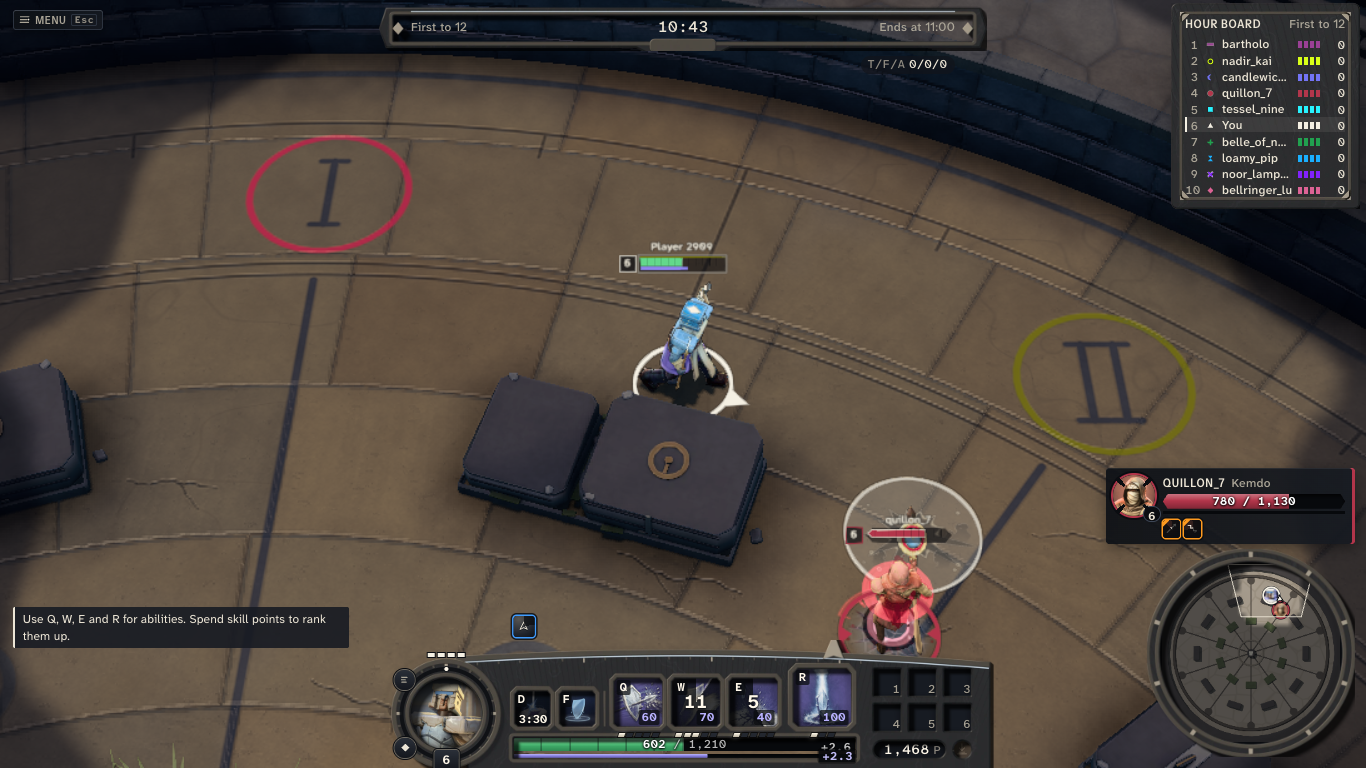 MENU Esc
First to 12
10:43
Ends at 11:00
T/F/A 0/0/0
HOUR BOARD First to 12
1 bartholo 0
2 nadir_kai 0
3 candlewic... 0
4 quillon_7 0
5 tessel_nine 0
6 You 0
7 belle_of_n... 0
8 loamy_pip 0
9 noor_lamp... 0
10 bellringer_lu 0
I
Player 2909
6
II
QUILLON_7 Kemdo
780 / 1,130
6
quillon_7
6
Use Q, W, E and R for abilities. Spend skill points to rank
them up.
D
3:30
F
Q
60
W
11
70
E
5
40
R
100
1 2 3
4 5 6
602 / 1,210
+2.6
+2.3
1,468 P
6